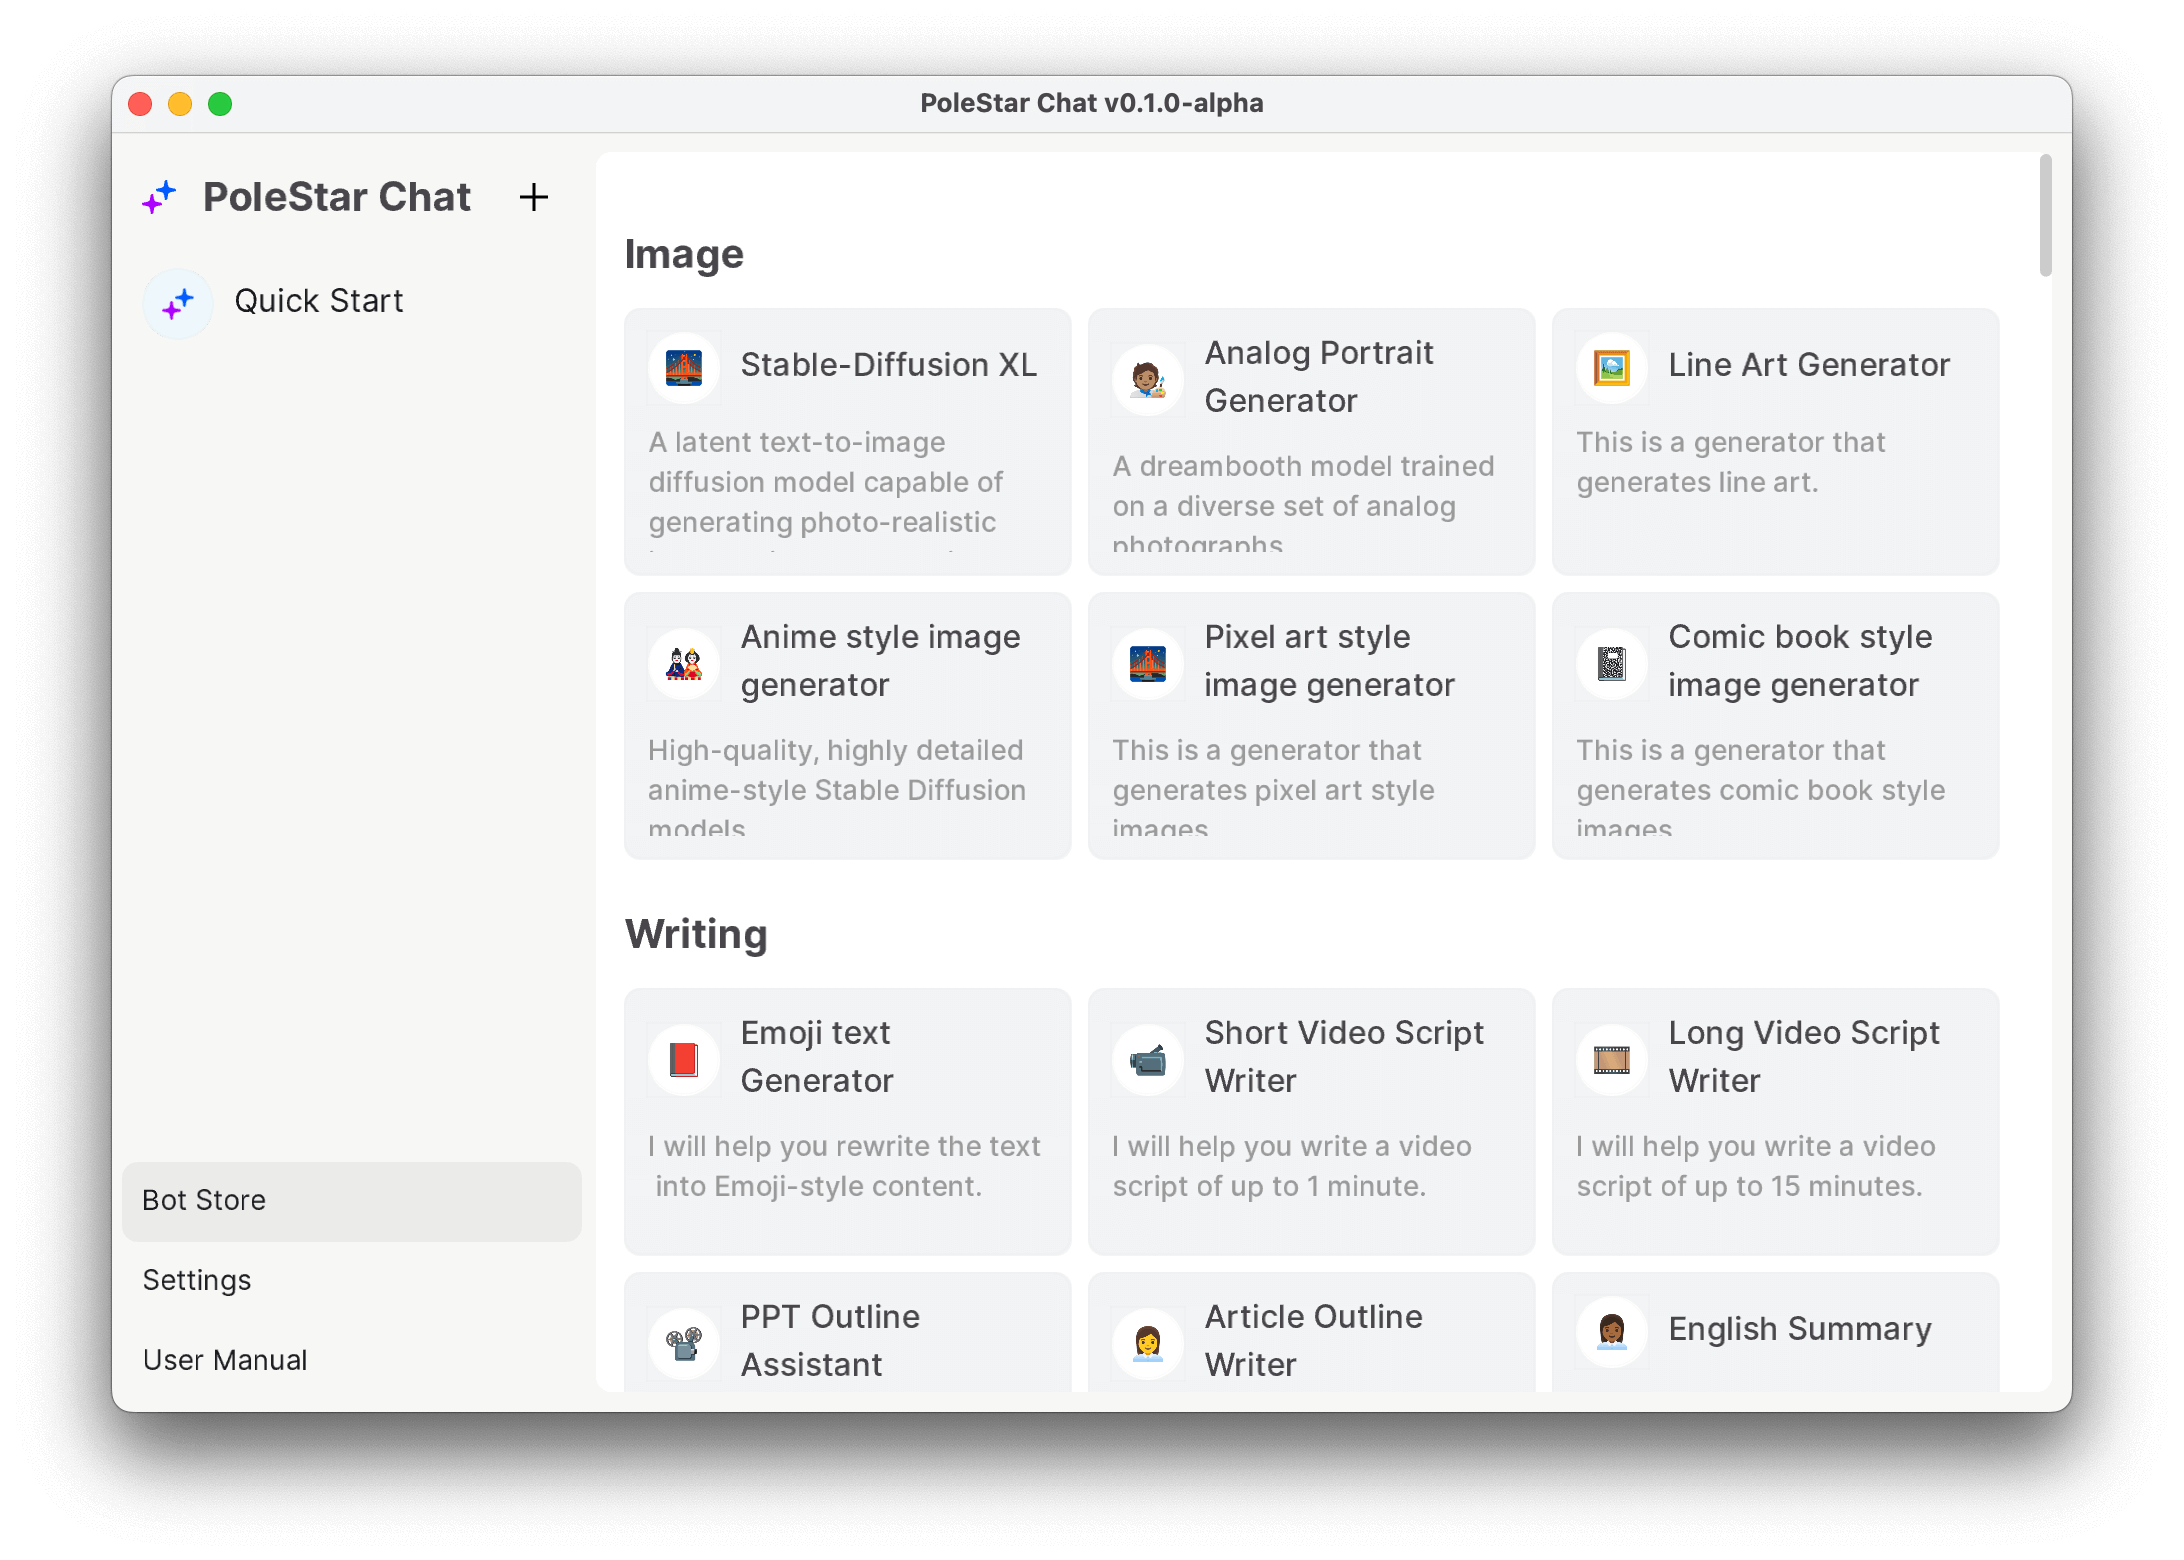 PoleStar Chat v0.1.0-alpha
PoleStar Chat
Quick Start
Bot Store
Settings
User Manual
Image
Stable-Diffusion XL
A latent text-to-image
diffusion model capable of
generating photo-realistic
Analog Portrait
Generator
A dreambooth model trained
on a diverse set of analog
photographs
Line Art Generator
This is a generator that
generates line art.
Anime style image
generator
High-quality, highly detailed
anime-style Stable Diffusion
models
Pixel art style
image generator
This is a generator that
generates pixel art style
images
Comic book style
image generator
This is a generator that
generates comic book style
images
Writing
Emoji text
Generator
I will help you rewrite the text
into Emoji-style content.
Short Video Script
Writer
I will help you write a video
script of up to 1 minute.
Long Video Script
Writer
I will help you write a video
script of up to 15 minutes.
PPT Outline
Assistant
Article Outline
Writer
English Summary